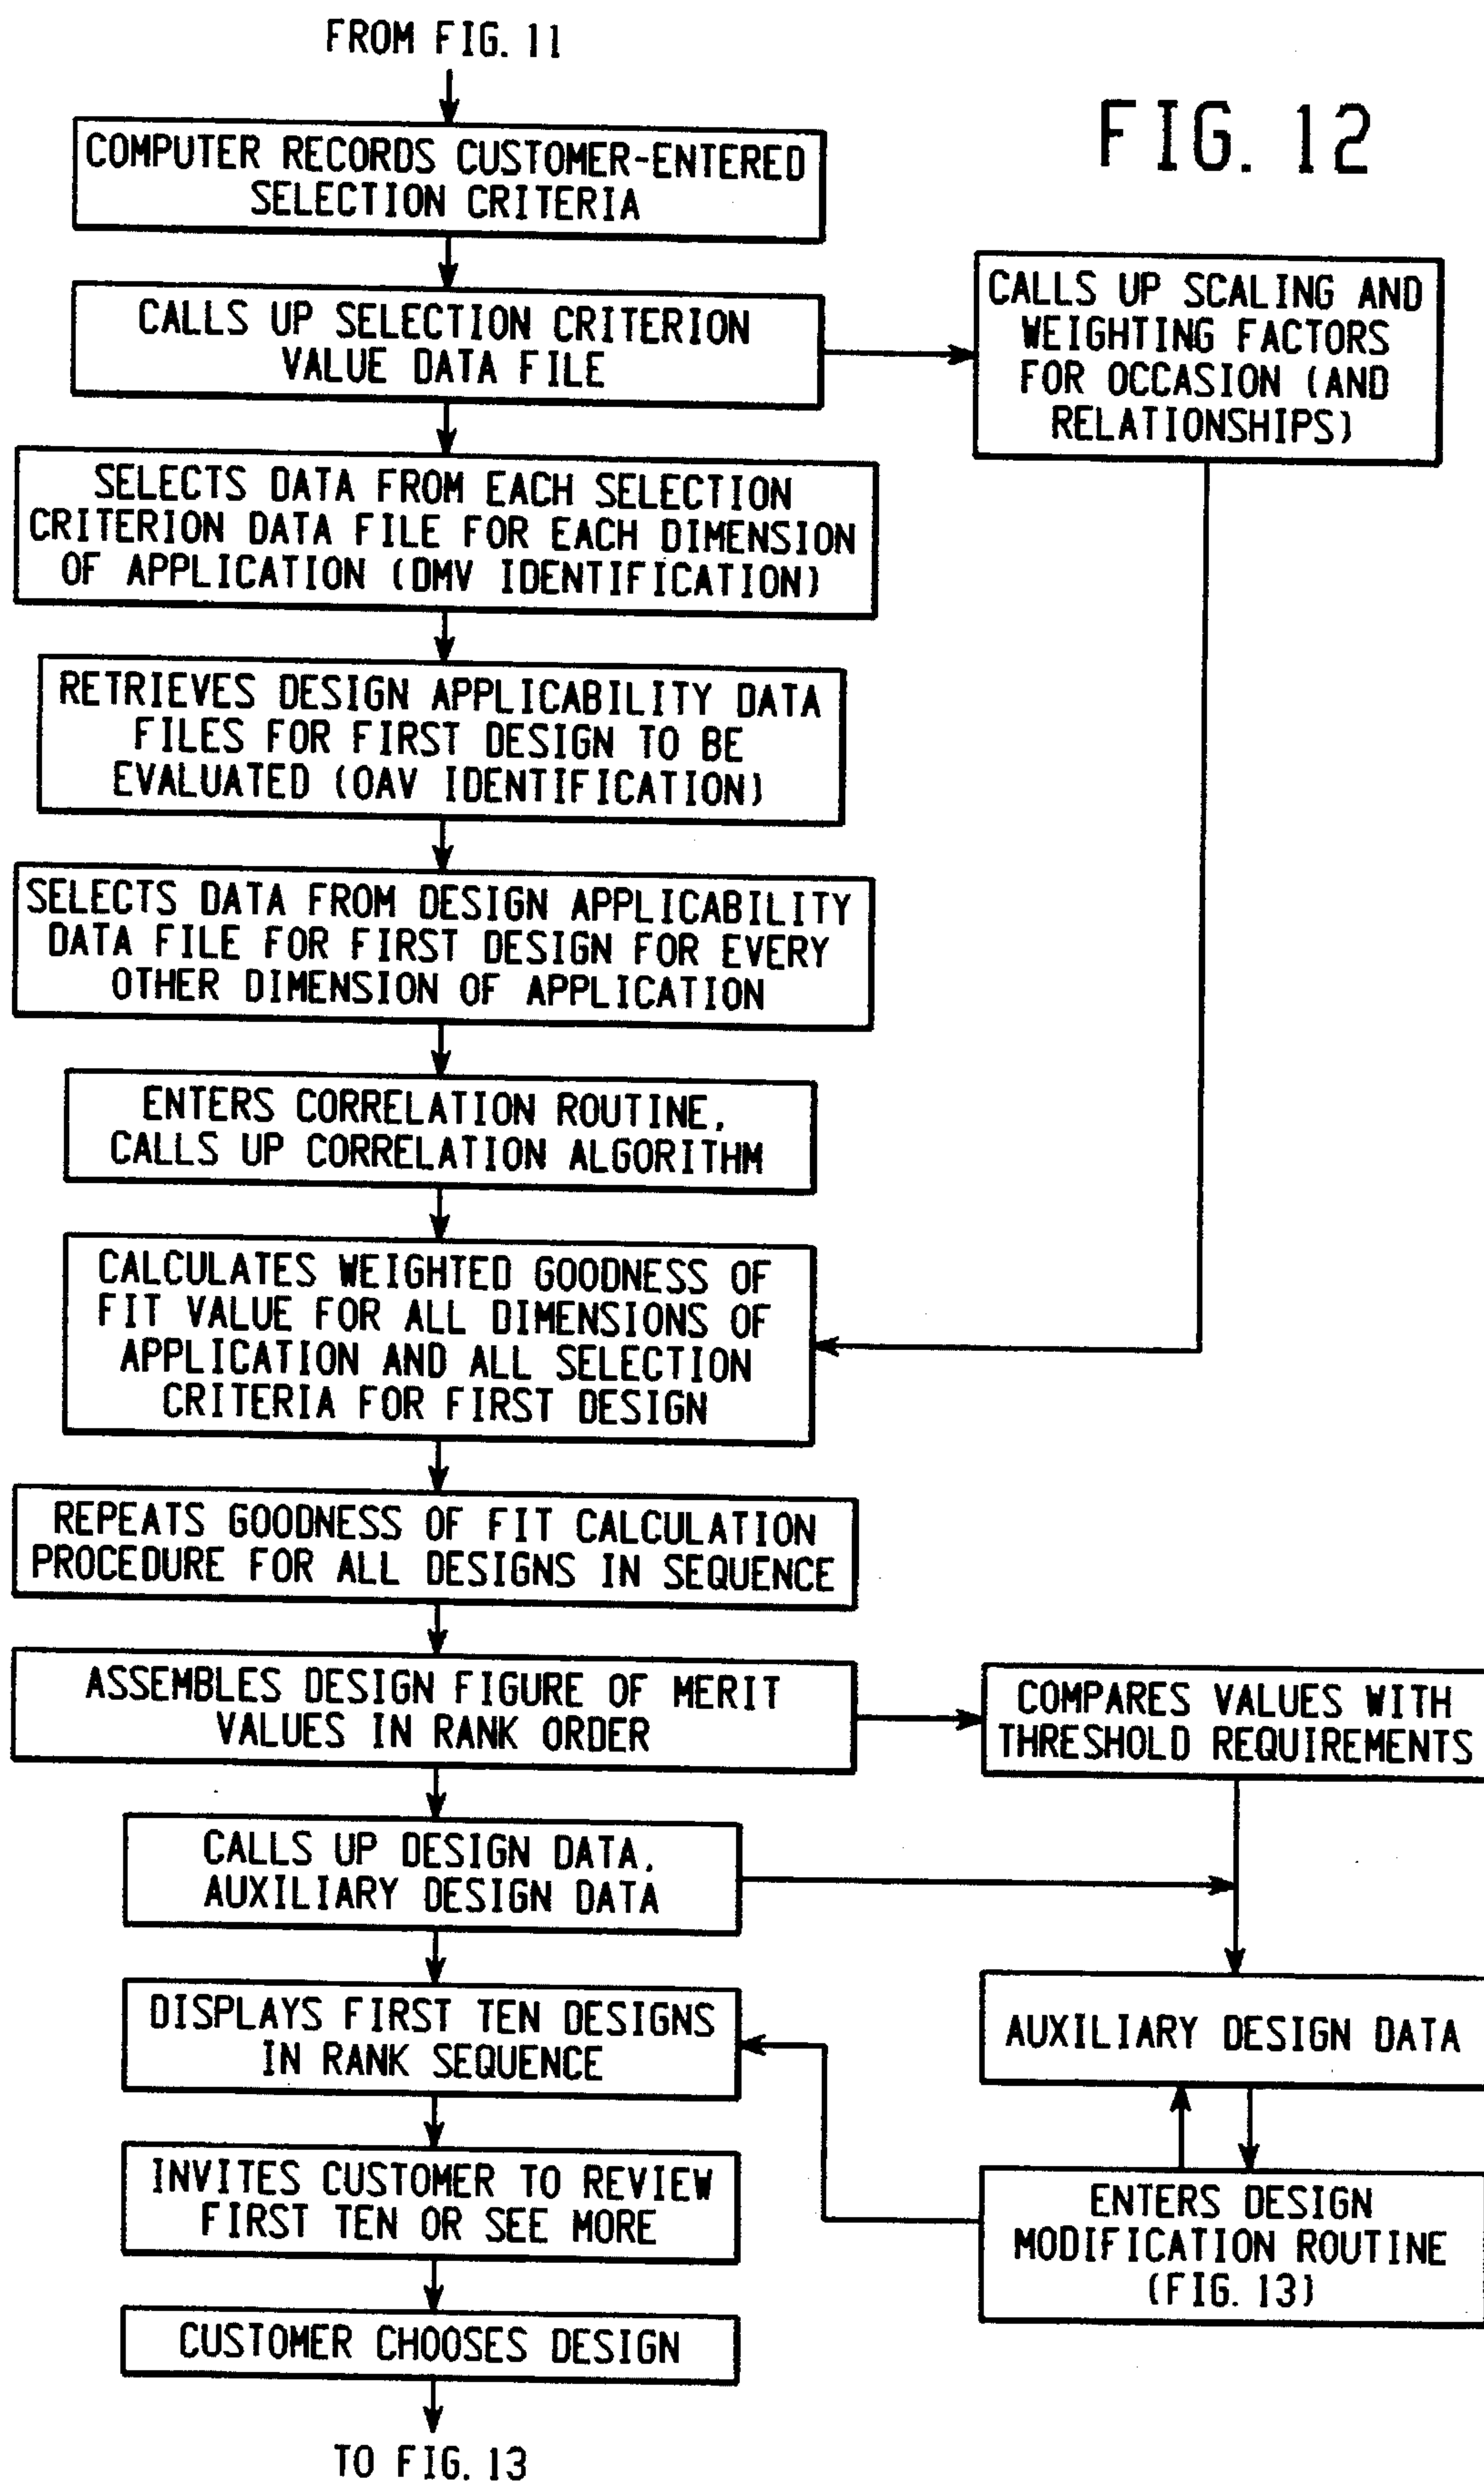 FROM FIG. 11
FIG. 12
COMPUTER RECORDS CUSTOMER-ENTERED
SELECTION CRITERIA
CALLS UP SELECTION CRITERION
VALUE DATA FILE
CALLS UP SCALING AND
WEIGHTING FACTORS
FOR OCCASION (AND
RELATIONSHIPS)
SELECTS DATA FROM EACH SELECTION
CRITERION DATA FILE FOR EACH DIMENSION
OF APPLICATION (DMV IDENTIFICATION)
RETRIEVES DESIGN APPLICABILITY DATA
FILES FOR FIRST DESIGN TO BE
EVALUATED (OAV IDENTIFICATION)
SELECTS DATA FROM DESIGN APPLICABILITY
DATA FILE FOR FIRST DESIGN FOR EVERY
OTHER DIMENSION OF APPLICATION
ENTERS CORRELATION ROUTINE,
CALLS UP CORRELATION ALGORITHM
CALCULATES WEIGHTED GOODNESS OF
FIT VALUE FOR ALL DIMENSIONS OF
APPLICATION AND ALL SELECTION
CRITERIA FOR FIRST DESIGN
REPEATS GOODNESS OF FIT CALCULATION
PROCEDURE FOR ALL DESIGNS IN SEQUENCE
ASSEMBLES DESIGN FIGURE OF MERIT
VALUES IN RANK ORDER
COMPARES VALUES WITH
THRESHOLD REQUIREMENTS
CALLS UP DESIGN DATA,
AUXILIARY DESIGN DATA
DISPLAYS FIRST TEN DESIGNS
IN RANK SEQUENCE
AUXILIARY DESIGN DATA
INVITES CUSTOMER TO REVIEW
FIRST TEN OR SEE MORE
ENTERS DESIGN
MODIFICATION ROUTINE
(FIG. 13)
CUSTOMER CHOOSES DESIGN
TO FIG. 13